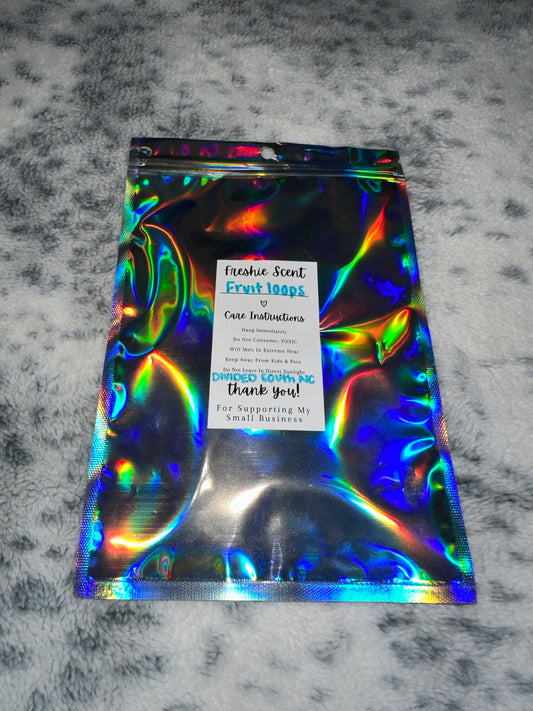 Freshie Scent
Fruit loops
Care Instructions
Hang Immediately
Do Not Consume- TOXIC
Will Melt In Extreme Heat
Keep Away From Kids & Pets
Do Not Leave In Direct Sunlight
DIVIDED SOUTH NC
thank you!
For Supporting My
Small Business